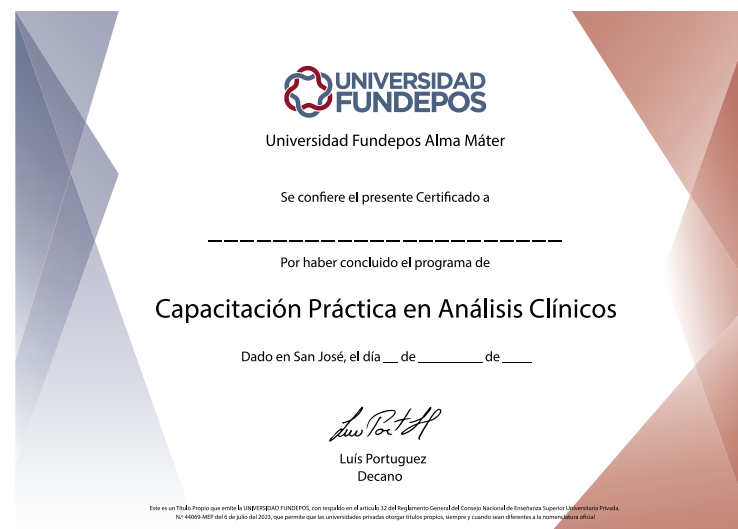 UNIVERSIDAD
FUNDEPOS
Universidad Fundepos Alma Máter
Se confiere el presente Certificado a
_ _ _ _ _ _ _ _ _ _ _ _ _ _ _ _ _ _ _ _ _ _
Por haber concluido el programa de
Capacitación Práctica en Análisis Clínicos
Dado en San José, el día __ de _________ de ____
Luís Portuguez
Decano
Este es un Título Propio que emite la UNIVERSIDAD FUNDEPOS, con respaldo en el artículo 32 del Reglamento General del Consejo Nacional de Enseñanza Superior Universitaria Privada,
N.º 44069-MEP del 6 de julio del 2023, que permite que las universidades privadas otorgar títulos propios, siempre y cuando sean diferentes a la nomenclatura oficial